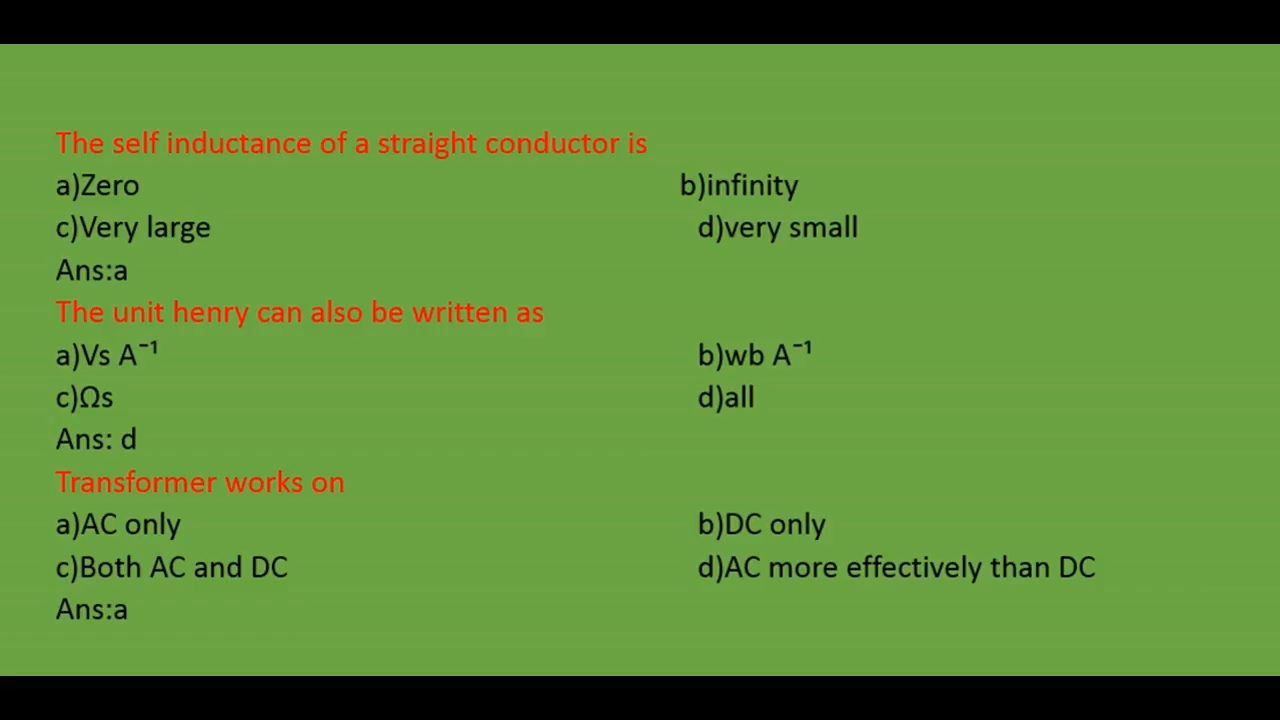 The self inductance of a straight conductor is
a)Zero b)infinity
c)Very large d)very small
Ans:a
The unit henry can also be written as
a)Vs A⁻¹ b)wb A⁻¹
c)Ωs d)all
Ans: d
Transformer works on
a)AC only b)DC only
c)Both AC and DC d)AC more effectively than DC
Ans:a